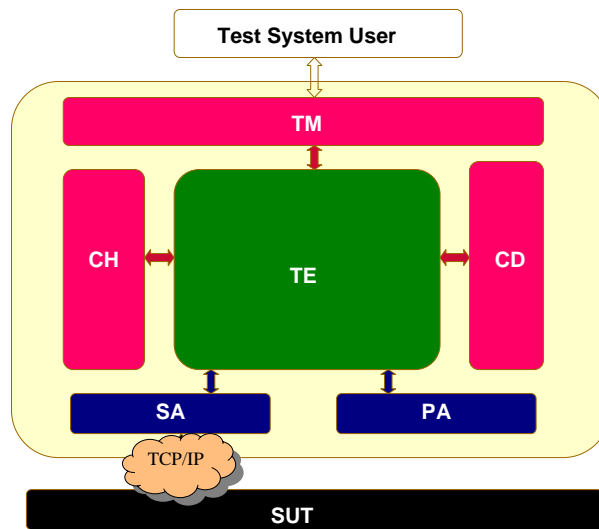 Test System User
TM
CH
TE
CD
SA
PA
TCP/IP
SUT